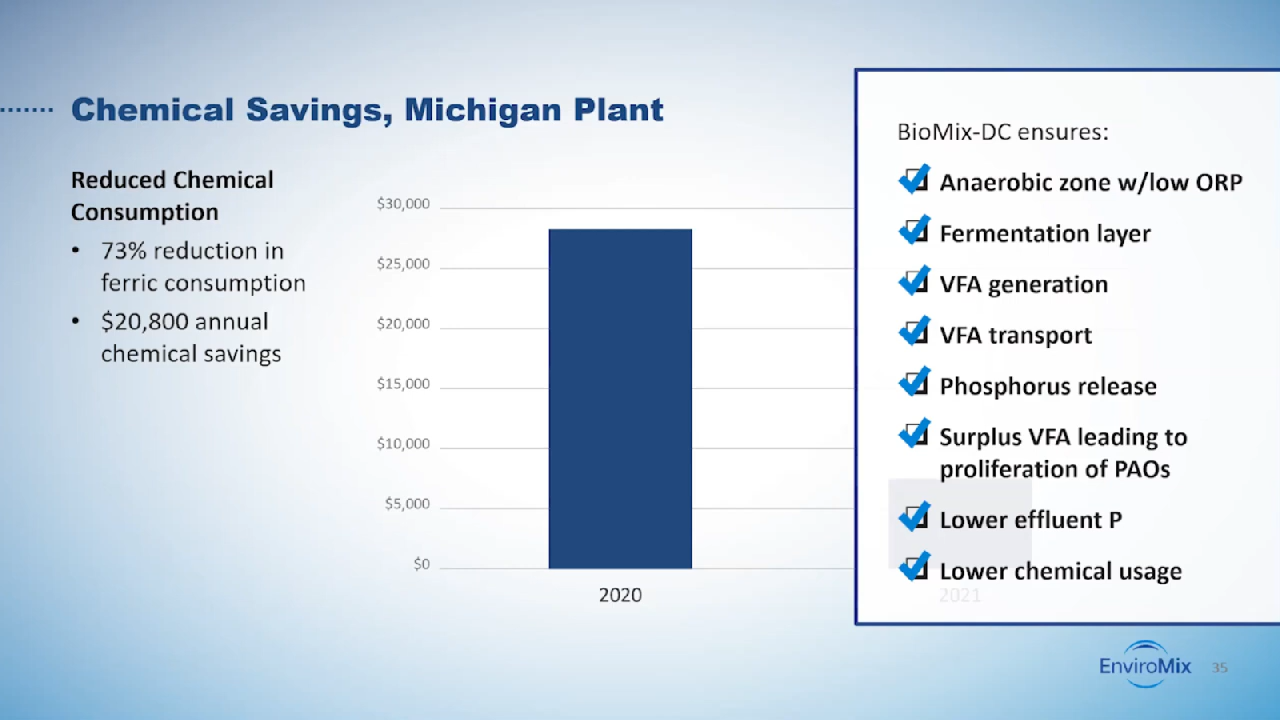 Chemical Savings, Michigan Plant
Reduced Chemical
Consumption
• 73% reduction in
ferric consumption
• $20,800 annual
chemical savings
$30,000
$25,000
$20,000
$15,000
$10,000
$5,000
$0
2020
2021
BioMix-DC ensures:
Anaerobic zone w/low ORP
Fermentation layer
VFA generation
VFA transport
Phosphorus release
Surplus VFA leading to
proliferation of PAOs
Lower effluent P
Lower chemical usage
EnviroMix
35